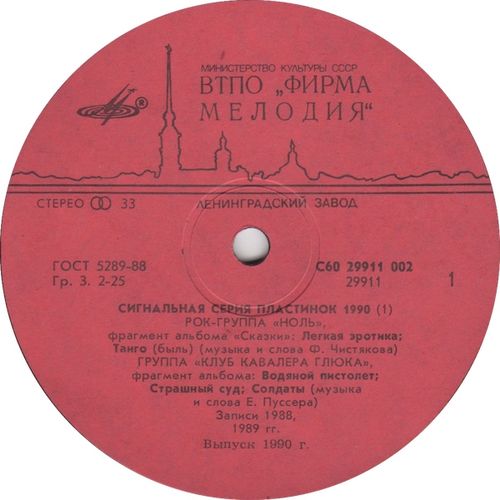 МИНИСТЕРСТВО КУЛЬТУРЫ СССР
ВТПО „ФИРМА
МЕЛОДИЯ“
®
СТЕРЕО 33
ЛЕНИНГРАДСКИЙ ЗАВОД
ГОСТ 5289-88
Гр. 3. 2-25
С60 29911 002
29911
1
СИГНАЛЬНАЯ СЕРИЯ ПЛАСТИНОК 1990 (1)
РОК-ГРУППА «НОЛЬ»,
фрагмент альбома «Сказки»: Легкая эротика;
Танго (быль) (музыка и слова Ф. Чистякова)
ГРУППА «КЛУБ КАВАЛЕРА ГЛЮКА»,
фрагмент альбома: Водяной пистолет;
Страшный суд; Солдаты (музыка
и слова Е. Пуссера)
Записи 1988,
1989 гг.
Выпуск 1990 г.